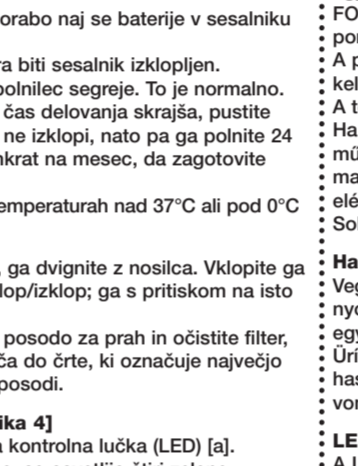 orabo naj se baterije v sesalniku
a biti sesalnik izklopljen.
polnilec segreje. To je normalno.
čas delovanja skrajša, pustite
ne izklopi, nato pa ga polnite 24
nkrat na mesec, da zagotovite
emperaturah nad 37°C ali pod 0°C
, ga dvignite z nosilca. Vklopite ga
lop/izklop; ga s pritiskom na isto
posodo za prah in očistite filter,
ča do črte, ki označuje največjo
posodi.
ika 4]
a kontrolna lučka (LED) [a].
FO
por
A p
kel
A t
Ha
mű
ma
elé
Sol
Ha
Veg
nyo
egy
Ürí
has
von
LE